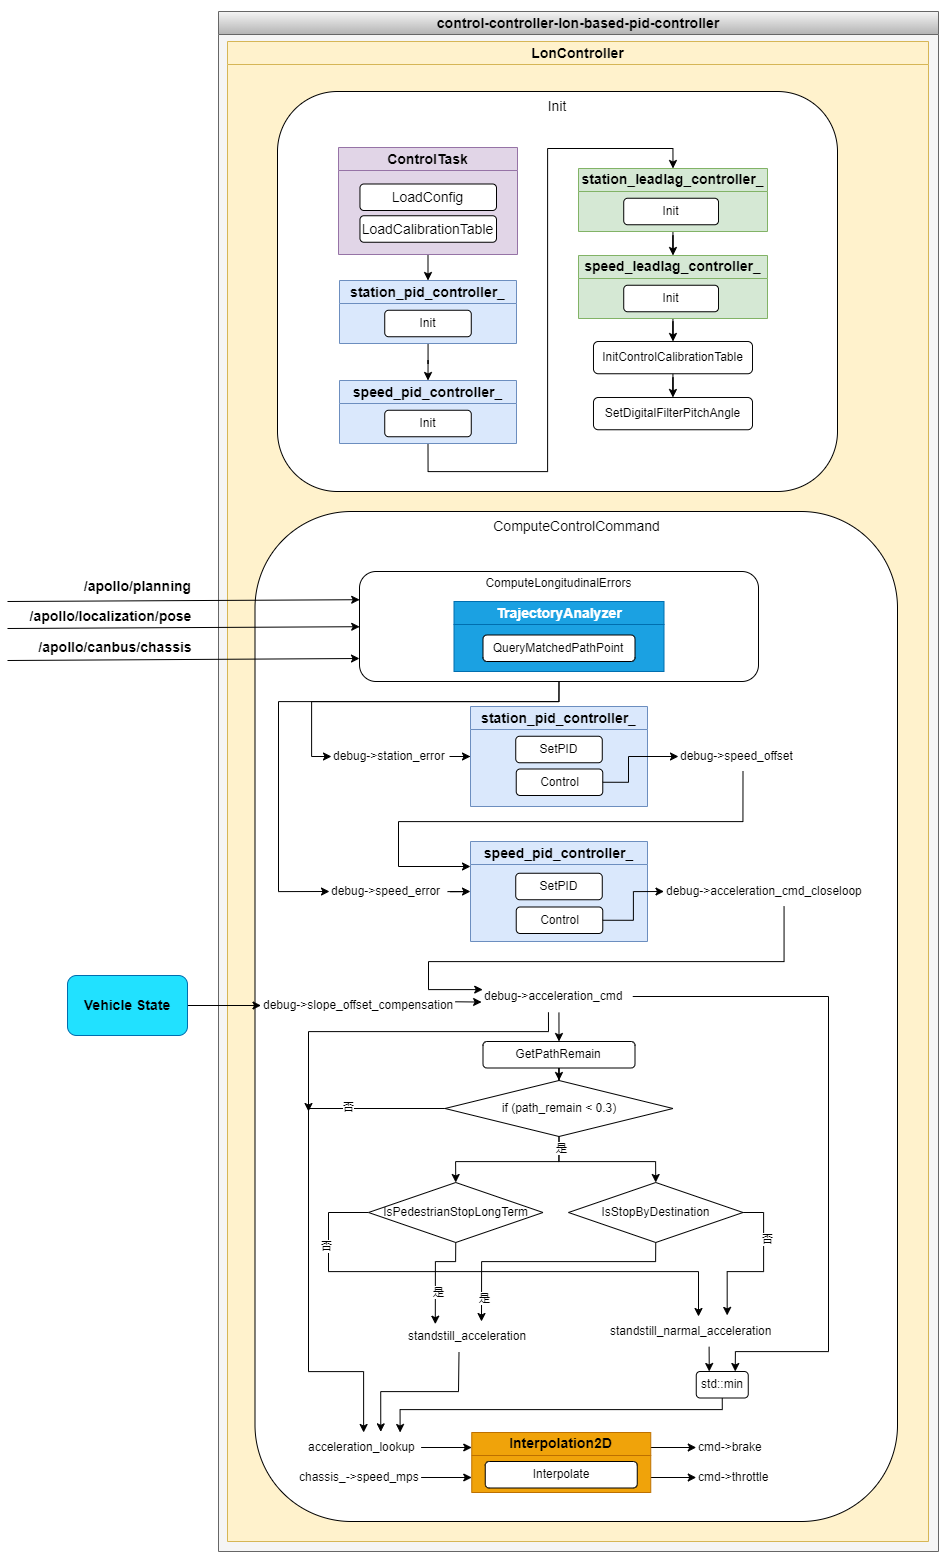 control-controller-lon-based-pid-controller
LonController
Init
ControlTask
LoadConfig
LoadCalibrationTable
station_pid_controller_
Init
speed_pid_controller_
Init
station_leadlag_controller_
Init
speed_leadlag_controller_
Init
InitControlCalibrationTable
SetDigitalFilterPitchAngle
ComputeControlCommand
/apollo/planning
/apollo/localization/pose
/apollo/canbus/chassis
ComputeLongitudinalErrors
TrajectoryAnalyzer
QueryMatchedPathPoint
station_pid_controller_
debug->station_error
SetPID
Control
debug->speed_offset
speed_pid_controller_
debug->speed_error
SetPID
Control
debug->acceleration_cmd_closeloop
Vehicle State
debug->slope_offset_compensation
debug->acceleration_cmd
GetPathRemain
if (path_remain < 0.3)
否
是
IsPedestrianStopLongTerm
IsStopByDestination
否
否
是
是
standstill_acceleration
standstill_narmal_acceleration
std::min
acceleration_lookup
chassis_->speed_mps
Interpolation2D
Interpolate
cmd->brake
cmd->throttle